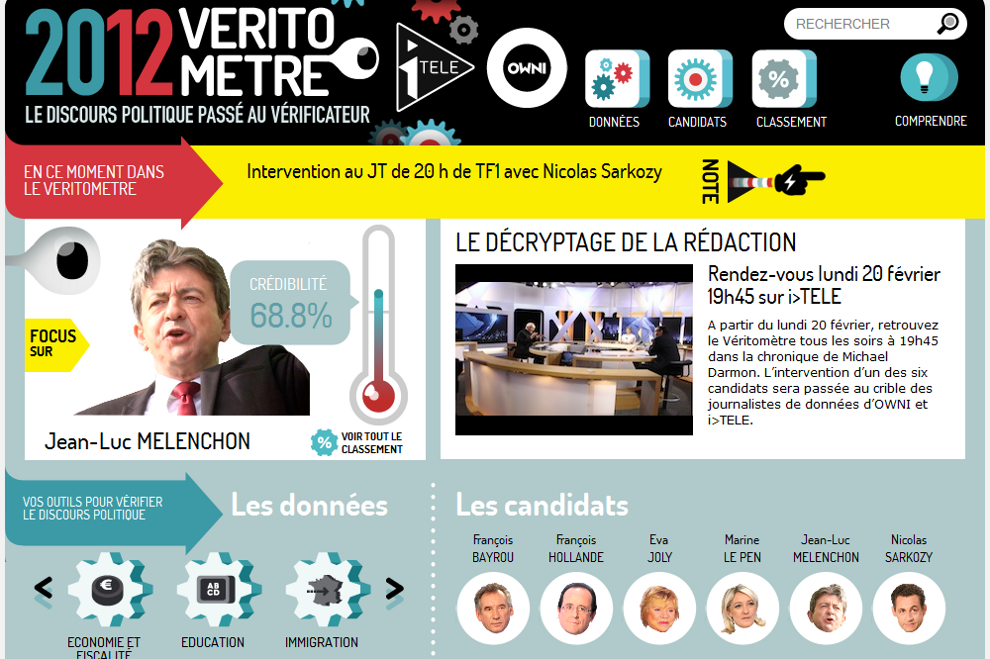 2012 VERITO
METRE
LE DISCOURS POLITIQUE PASSÉ AU VÉRIFICATEUR
i TELE
OWNI
RECHERCHER
DONNÉES
CANDIDATS
%
CLASSEMENT
COMPRENDRE
EN CE MOMENT DANS
LE VERITOMETRE
Intervention au JT de 20 h de TF1 avec Nicolas Sarkozy
NOTE
FOCUS
SUR
CRÉDIBILITÉ
68.8%
Jean-Luc MELENCHON
%
VOIR TOUT LE
CLASSEMENT
LE DÉCRYPTAGE DE LA RÉDACTION
Rendez-vous lundi 20 février
19h45 sur i>TELE
A partir du lundi 20 février, retrouvez
le Véritomètre tous les soirs à 19h45
dans la chronique de Michael
Darmon. L'intervention d'un des six
candidats sera passée au crible des
journalistes de données d'OWNI et
i>TELE.
VOS OUTILS POUR VÉRIFIER
LE DISCOURS POLITIQUE
Les données
<
€
AB
CD
>
ECONOMIE ET
FISCALITÉ
EDUCATION
IMMIGRATION
Les candidats
François
BAYROU
François
HOLLANDE
Eva
JOLY
Marine
LE PEN
Jean-Luc
MELENCHON
Nicolas
SARKOZY